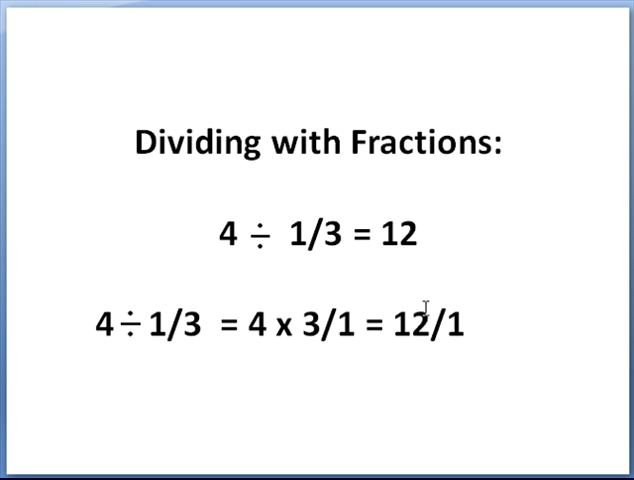 Dividing with Fractions:
4 ÷ 1/3 = 12
4 ÷ 1/3 = 4 x 3/1 = 12/1